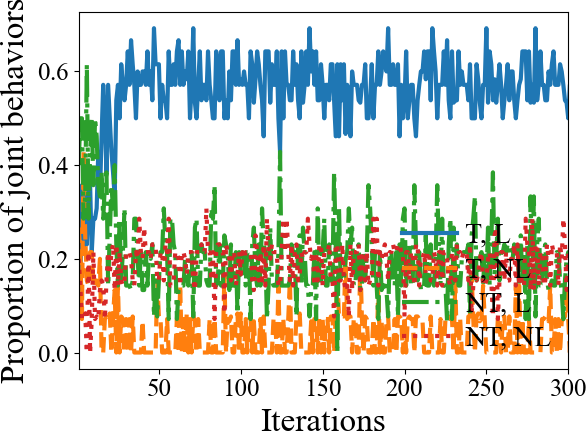 Proportion of joint behaviors
0.6
0.4
0.2
0.0
T, L
T, NL
NT, L
NT, NL
50 100 150 200 250 300
Iterations